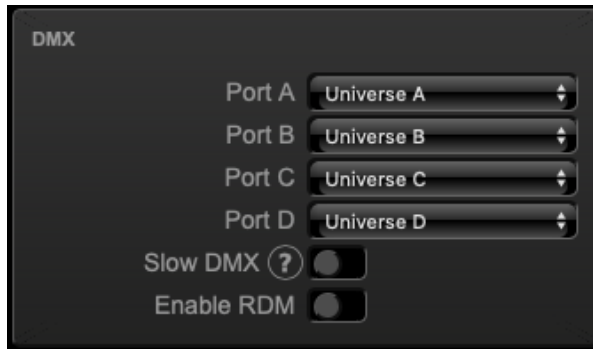 DMX
Port A Universe A
Port B Universe B
Port C Universe C
Port D Universe D
Slow DMX ?
Enable RDM